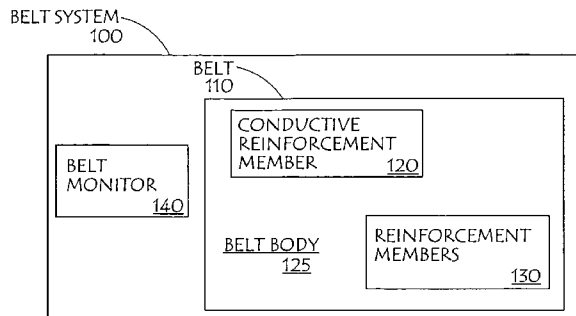 BELT SYSTEM
100
BELT
110
CONDUCTIVE
REINFORCEMENT
MEMBER 120
BELT
MONITOR
140
BELT BODY
125
REINFORCEMENT
MEMBERS
130